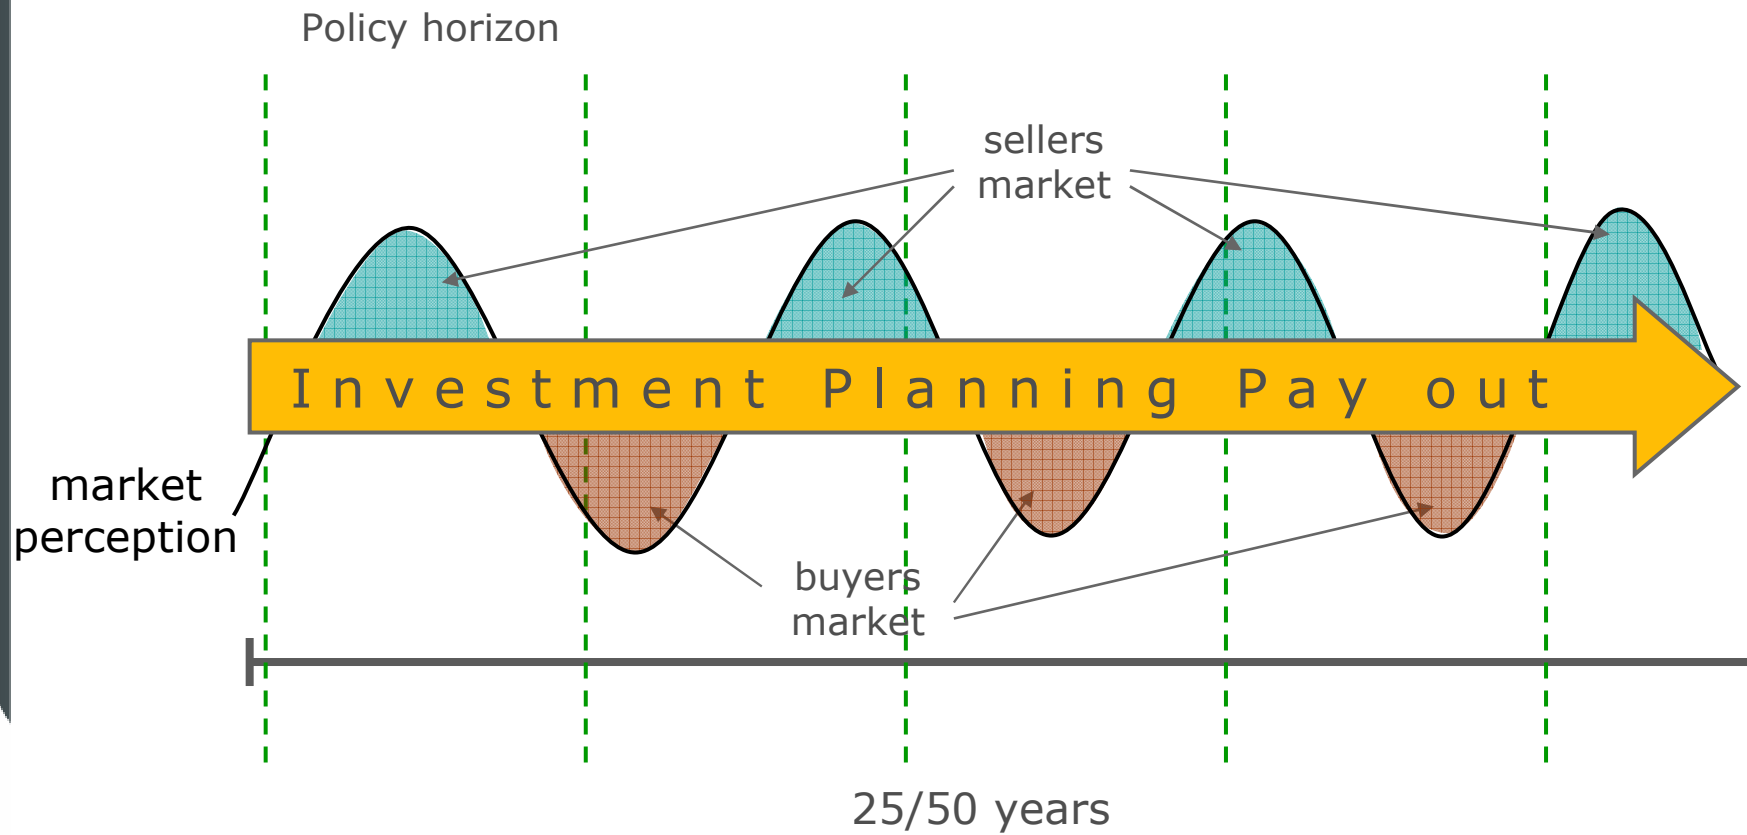 Policy horizon
sellers
market
Investment Planning Pay out
market
perception
buyers
market
25/50 years